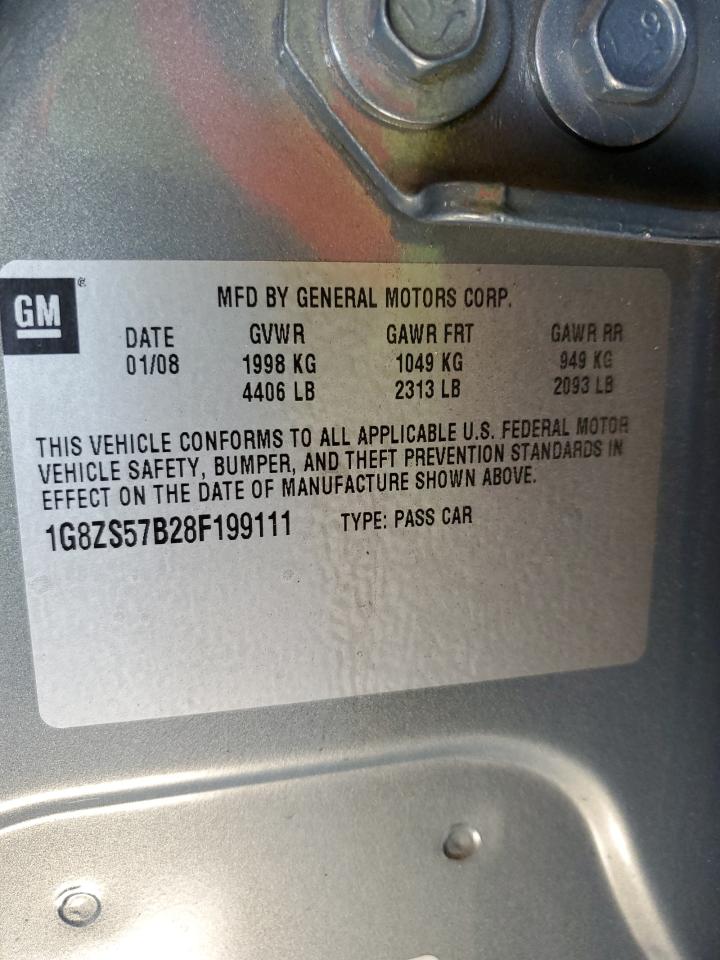 GM®
MFD BY GENERAL MOTORS CORP.
DATE GVWR GAWR FRT GAWR RR
01/08 1998 KG 1049 KG 949 KG
4406 LB 2313 LB 2093 LB
THIS VEHICLE CONFORMS TO ALL APPLICABLE U.S. FEDERAL MOTOR
VEHICLE SAFETY, BUMPER, AND THEFT PREVENTION STANDARDS IN
EFFECT ON THE DATE OF MANUFACTURE SHOWN ABOVE.
1G8ZS57B28F199111 TYPE: PASS CAR